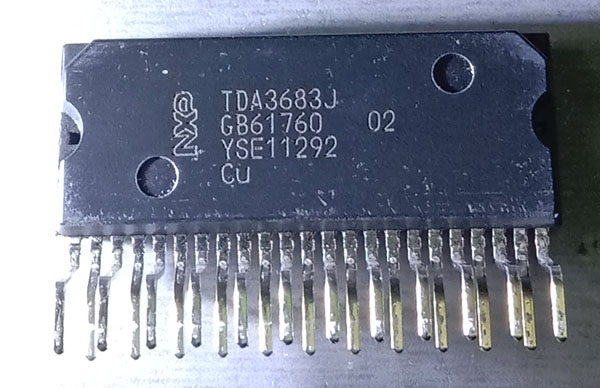 NXP
TDA3683J
GB61760 02
YSE11292
Cu